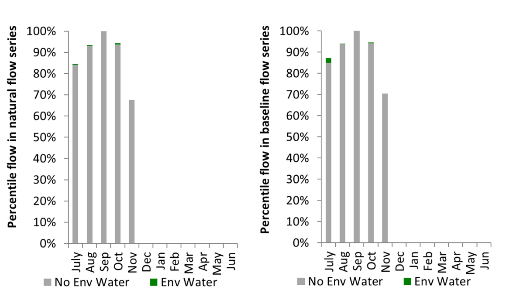 Percentile flow in natural flow series
100%
90%
80%
70%
60%
50%
40%
30%
20%
10%
0%
July
Aug
Sep
Oct
Nov
Dec
Jan
Feb
Mar
Apr
May
Jun
No Env Water
Env Water
Percentile flow in baseline flow series
100%
90%
80%
70%
60%
50%
40%
30%
20%
10%
0%
July
Aug
Sep
Oct
Nov
Dec
Jan
Feb
Mar
Apr
May
Jun
No Env Water
Env Water